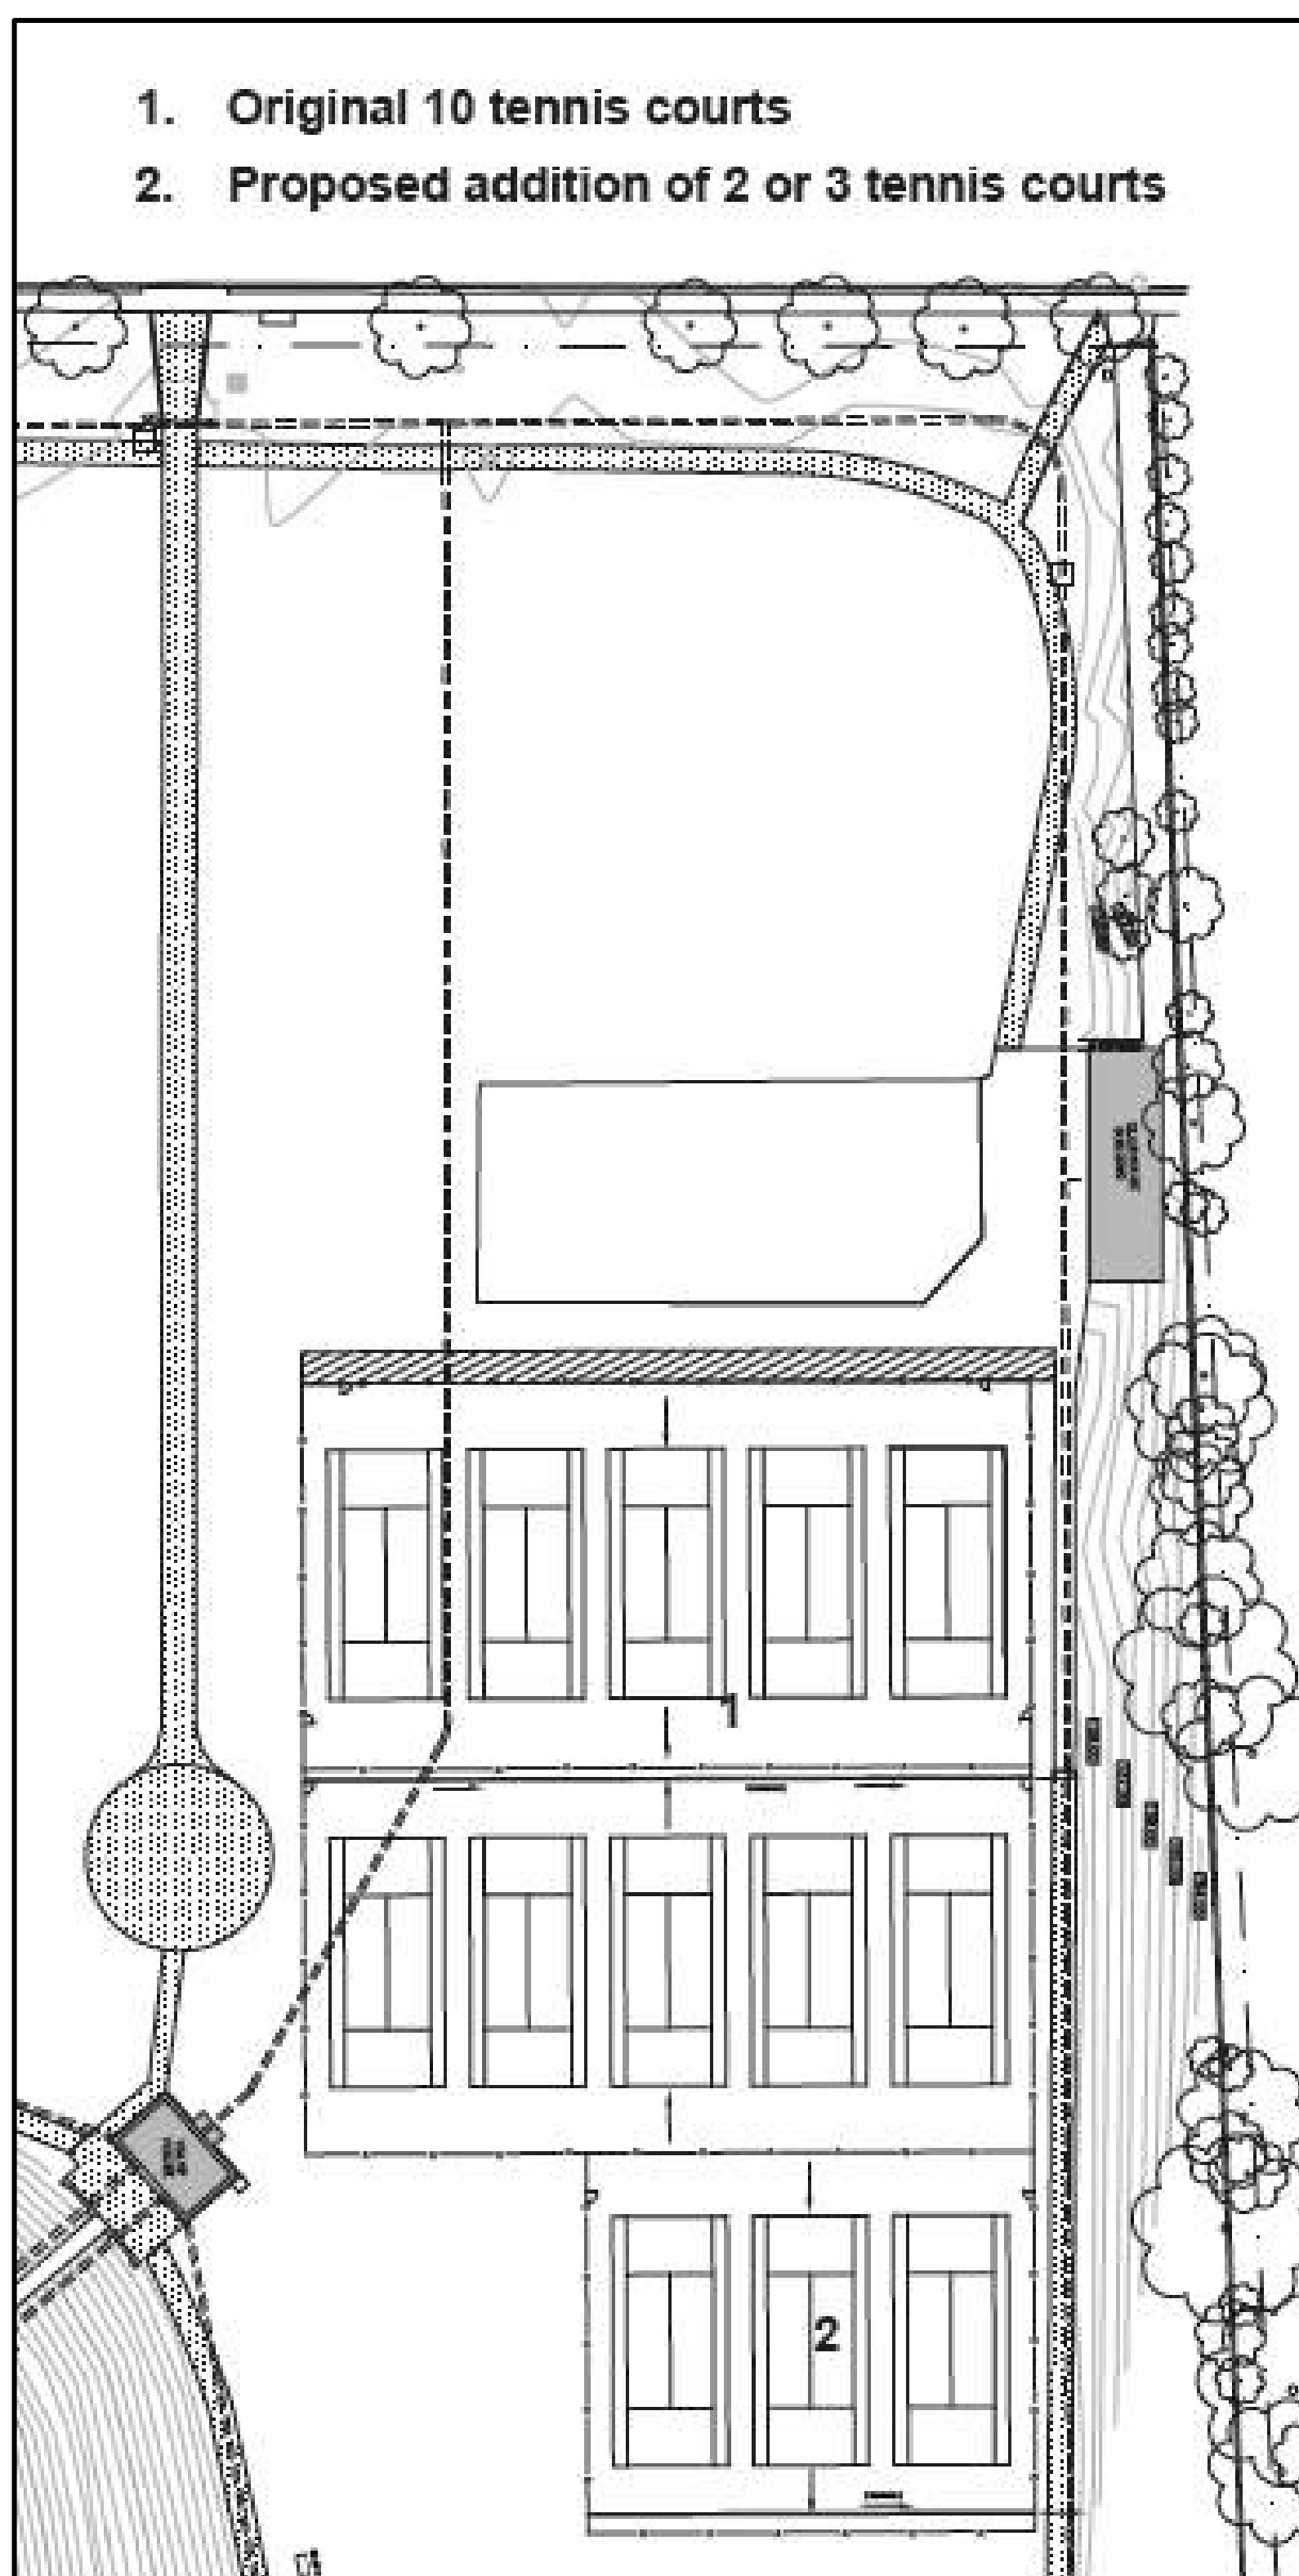 1. Original 10 tennis courts
2. Proposed addition of 2 or 3 tennis courts
1
2